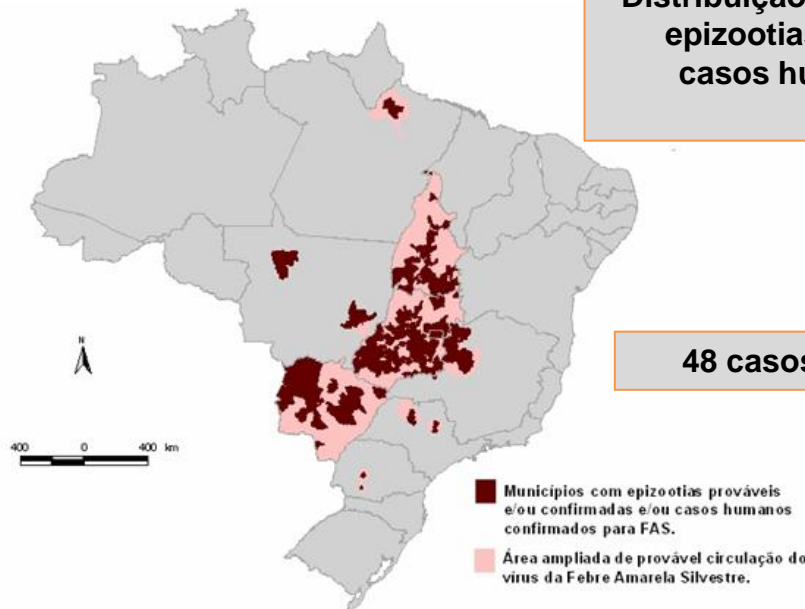 Distribuição
epizootias
casos hu
N
48 casos
400 0 400 km
Municípios com epizootias prováveis
e/ou confirmadas e/ou casos humanos
confirmados para FAS.
Área ampliada de provável circulação do
vírus da Febre Amarela Silvestre.